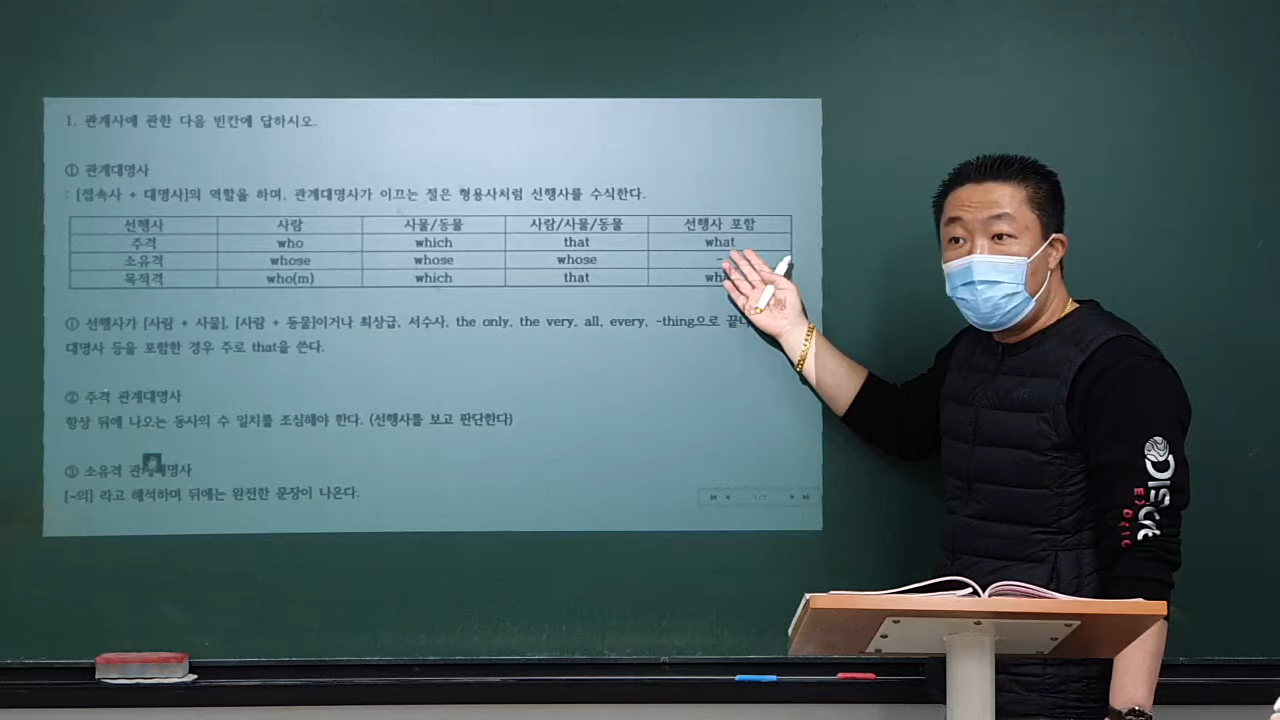 1. 관계사에 관한 다음 빈칸에 답하시오.
① 관계대명사
: [접속사 + 대명사]의 역할을 하며, 관계대명사가 이끄는 절은 형용사처럼 선행사를 수식한다.
선행사 사람 사물/동물 사람/사물/동물 선행사 포함
주격 who which that what
소유격 whose whose whose
목적격 who(m) which that
① 선행사가 [사람 + 사물], [사람 + 동물]이거나 최상급, 서수사, the only, the very, all, every, -thing으로
대명사 등을 포함한 경우 주로 that을 쓴다.
② 주격 관계대명사
항상 뒤에 나오는 동사의 수 일치를 조심해야 한다. (선행사를 보고 판단한다)
③ 소유격
[~의] 라고 해석하며 뒤에는 완전한 문장이 나온다.